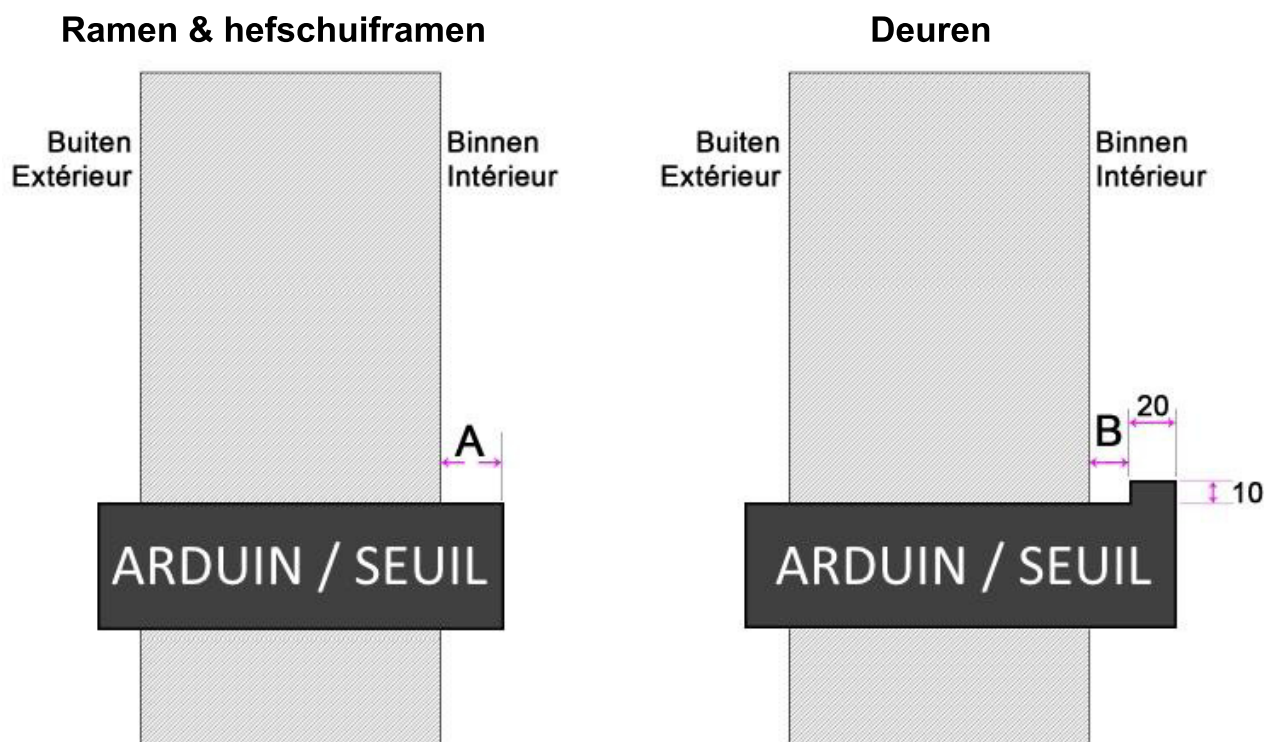 Ramen & hefschuiframen
Buiten
Extérieur
Binnen
Intérieur
A
ARDUIN / SEUIL
Deuren
Buiten
Extérieur
Binnen
Intérieur
20
B
10
ARDUIN / SEUIL